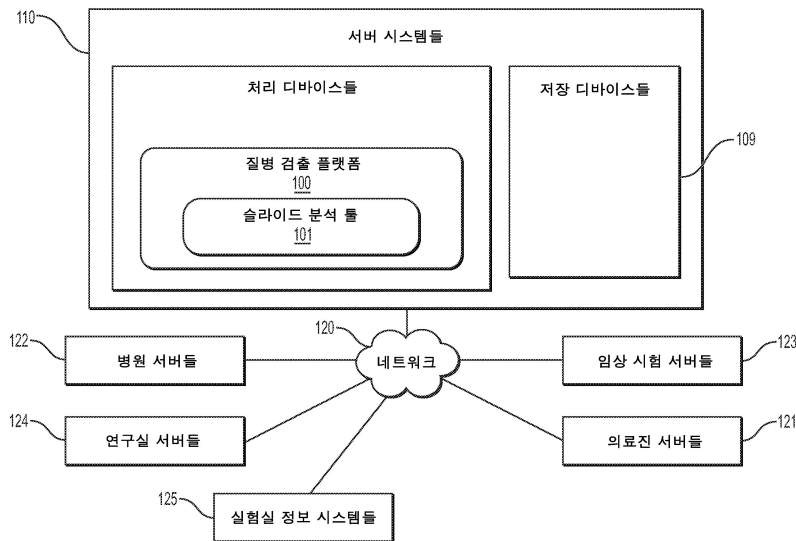 110
서버 시스템들
처리 디바이스들
저장 디바이스들
109
질병 검출 플랫폼
100
슬라이드 분석 툴
101
120
네트워크
122
병원 서버들
123
임상 시험 서버들
124
연구실 서버들
121
의료진 서버들
125
실험실 정보 시스템들